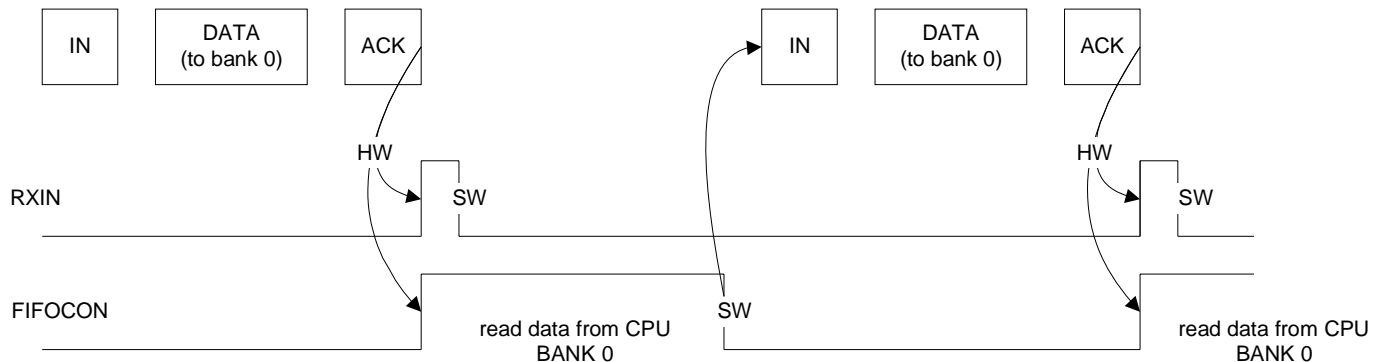 IN
DATA
(to bank 0)
ACK
IN
DATA
(to bank 0)
ACK
HW
HW
RXIN
SW
SW
FIFOCON
SW
read data from CPU
BANK 0
read data from CPU
BANK 0